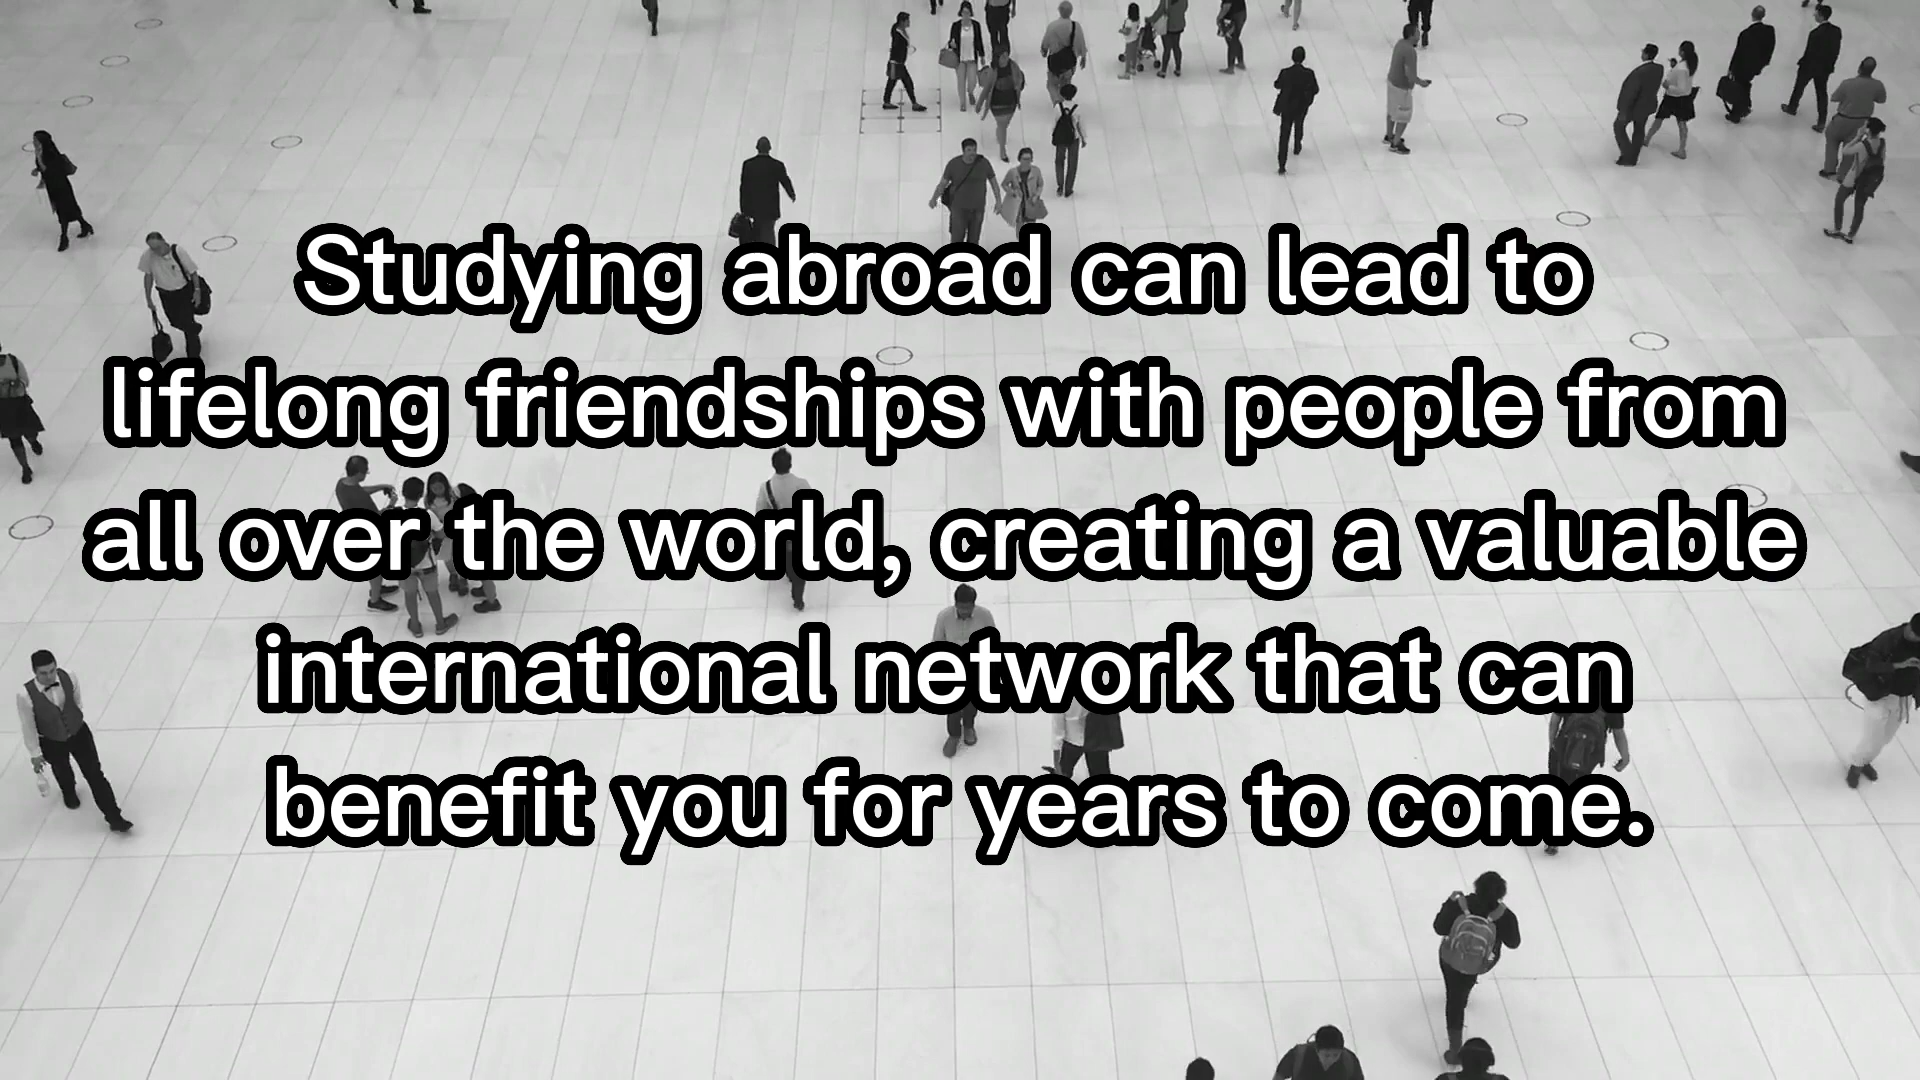 Studying abroad can lead to
lifelong friendships with people from
all over the world, creating a valuable
international network that can
benefit you for years to come.